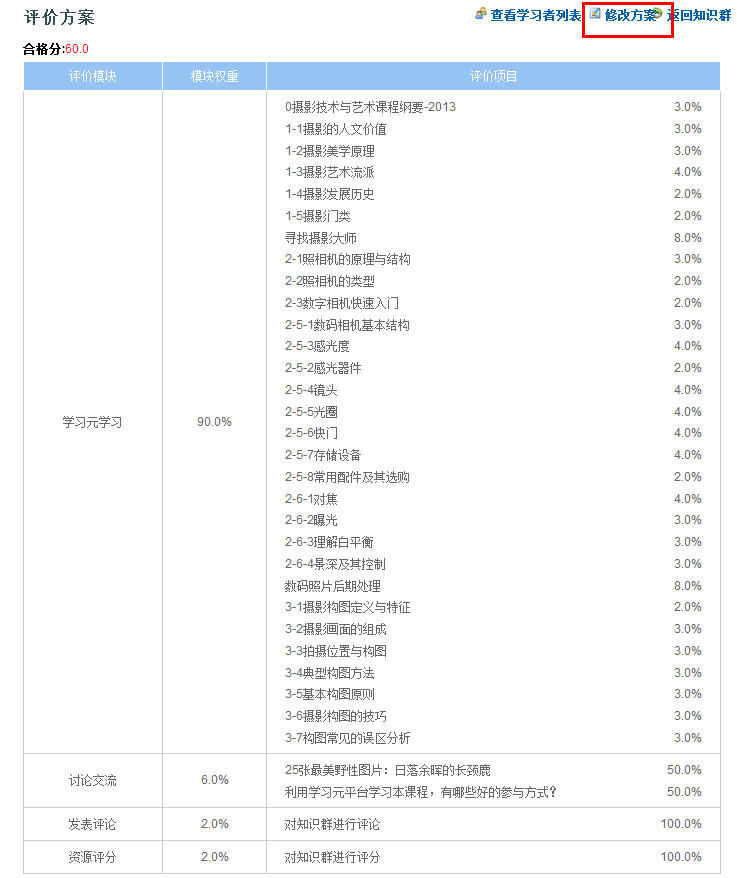 评价方案 查看学习者列表 修改方案 返回知识群
合格分:60.0
评价模块 模块权重 评价项目
0摄影技术与艺术课程纲要-2013 3.0%
1-1摄影的人文价值 3.0%
1-2摄影美学原理 3.0%
1-3摄影艺术流派 4.0%
1-4摄影发展历史 2.0%
1-5摄影门类 2.0%
寻找摄影大师 8.0%
2-1照相机的原理与结构 3.0%
2-2照相机的类型 2.0%
2-3数字相机快速入门 2.0%
2-5-1数码相机基本结构 3.0%
2-5-3感光度 4.0%
2-5-2感光器件 2.0%
2-5-4镜头 4.0%
2-5-5光圈 4.0%
学习元学习 90.0%
2-5-6快门 4.0%
2-5-7存储设备 4.0%
2-5-8常用配件及其选购 2.0%
2-6-1对焦 4.0%
2-6-2曝光 3.0%
2-6-3理解白平衡 3.0%
2-6-4景深及其控制 3.0%
数码照片后期处理 8.0%
3-1摄影构图定义与特征 2.0%
3-2摄影画面的组成 3.0%
3-3拍摄位置与构图 3.0%
3-4典型构图方法 3.0%
3-5基本构图原则 3.0%
3-6摄影构图的技巧 3.0%
3-7构图常见的误区分析 3.0%
讨论交流 6.0%
25张最美野性图片：日落余晖的长颈鹿 50.0%
利用学习元平台学习本课程，有哪些好的参与方式？ 50.0%
发表评论 2.0% 对知识群进行评论 100.0%
资源评分 2.0% 对知识群进行评分 100.0%